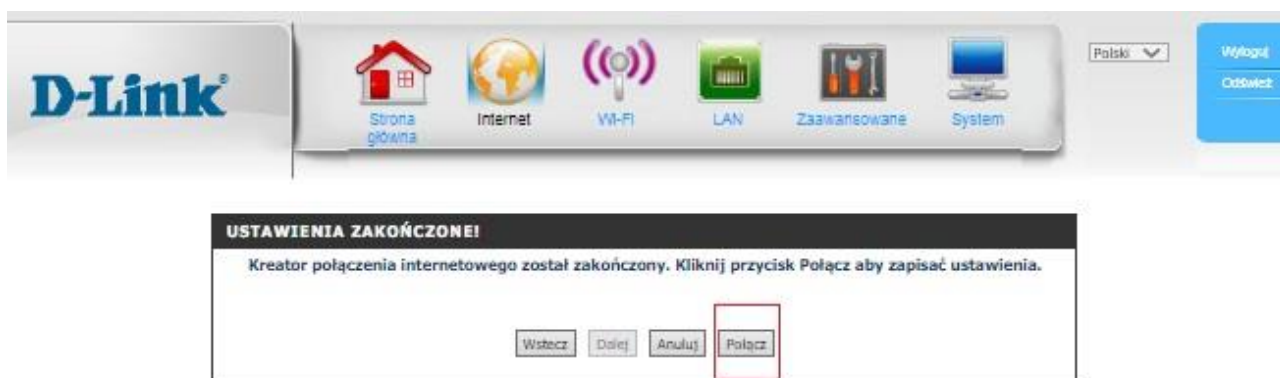 D-Link
Strona główna
Internet
Wi-Fi
LAN
Zaawansowane
System
Polski
Wyloguj
Odśwież
USTAWIENIA ZAKOŃCZONE!
Kreator połączenia internetowego został zakończony. Kliknij przycisk Połącz aby zapisać ustawienia.
Wstecz
Dalej
Anuluj
Połącz